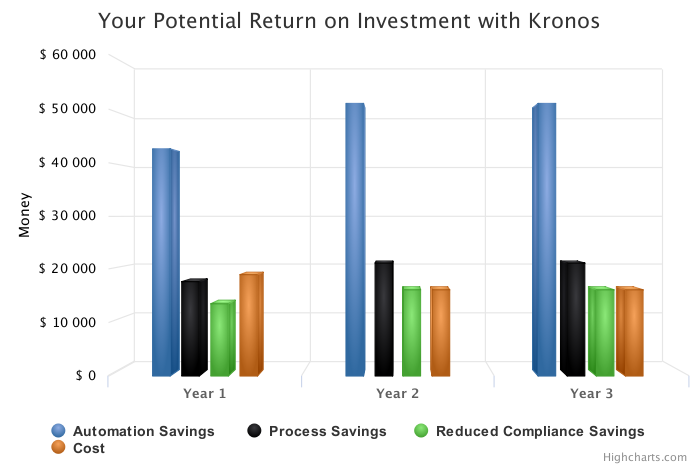 Your Potential Return on Investment with Kronos
$ 60 000
$ 50 000
$ 40 000
$ 30 000
$ 20 000
$ 10 000
$ 0
Money
Year 1 Year 2 Year 3
Automation Savings Process Savings Reduced Compliance Savings
Cost
Highcharts.com